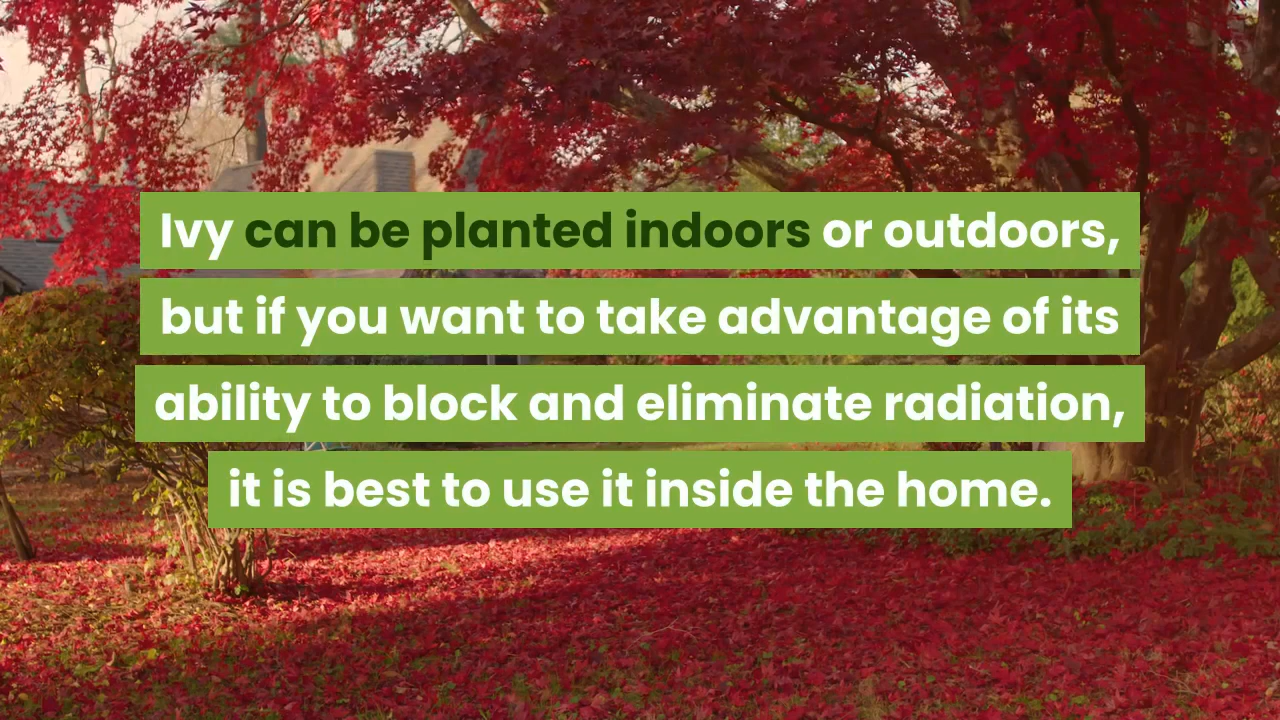 Ivy can be planted indoors or outdoors,
but if you want to take advantage of its
ability to block and eliminate radiation,
it is best to use it inside the home.